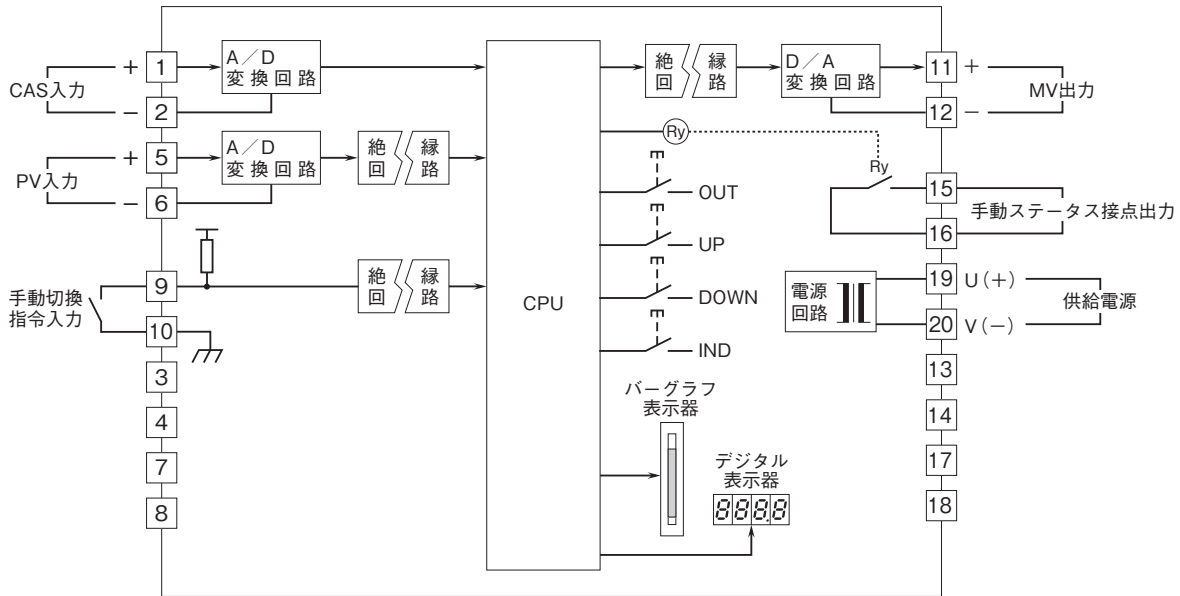 CAS入力
+ 1
− 2
A/D
変換回路
PV入力
+ 5
− 6
A/D
変換回路
絶縁
回路
手動切換
指令入力
9
10
絶縁
回路
3
4
7
8
CPU
絶縁
回路
D/A
変換回路
11 +
12 −
MV出力
Ry
Ry
15
16
手動ステータス接点出力
OUT
UP
DOWN
IND
電源
回路
19 U(+)
20 V(−)
供給電源
13
14
17
18
バーグラフ
表示器
デジタル
表示器
888.8